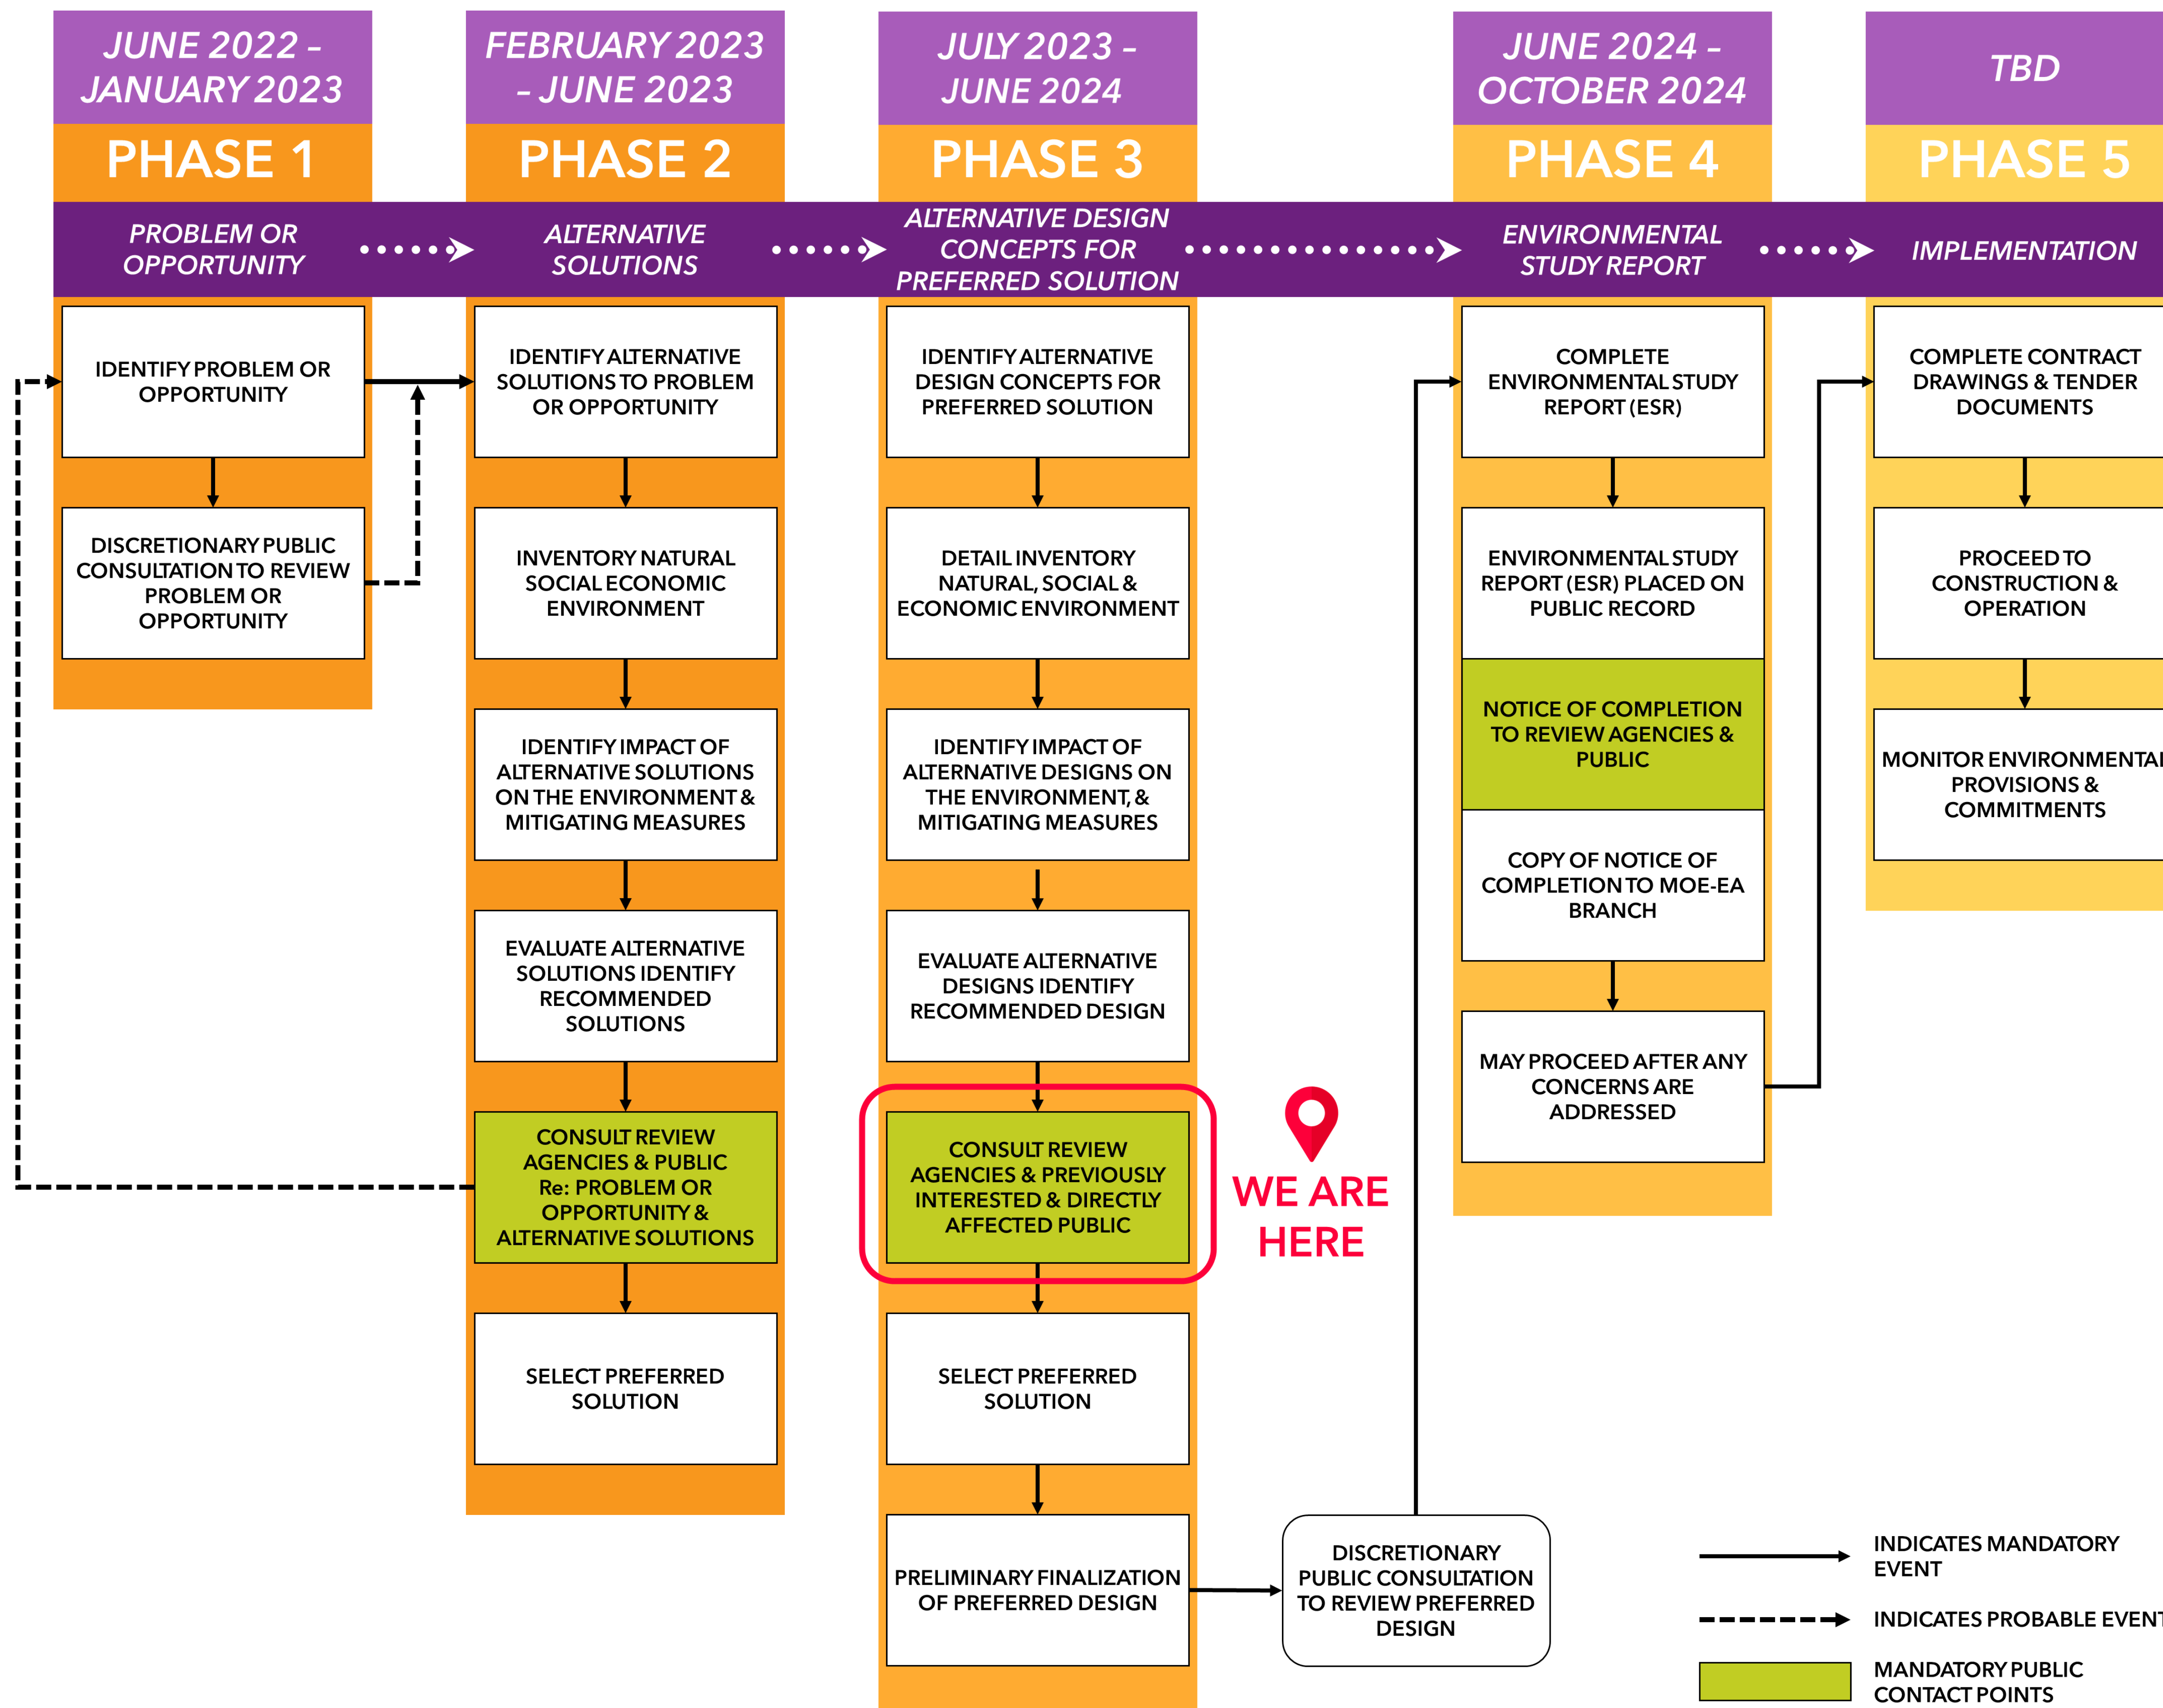 JUNE 2022 –
JANUARY 2023
PHASE 1
PROBLEM OR
OPPORTUNITY
IDENTIFY PROBLEM OR
OPPORTUNITY
DISCRETIONARY PUBLIC
CONSULTATION TO REVIEW
PROBLEM OR
OPPORTUNITY
FEBRUARY 2023
– JUNE 2023
PHASE 2
ALTERNATIVE
SOLUTIONS
IDENTIFY ALTERNATIVE
SOLUTIONS TO PROBLEM
OR OPPORTUNITY
INVENTORY NATURAL
SOCIAL ECONOMIC
ENVIRONMENT
IDENTIFY IMPACT OF
ALTERNATIVE SOLUTIONS
ON THE ENVIRONMENT &
MITIGATING MEASURES
EVALUATE ALTERNATIVE
SOLUTIONS IDENTIFY
RECOMMENDED
SOLUTIONS
CONSULT REVIEW
AGENCIES & PUBLIC
Re: PROBLEM OR
OPPORTUNITY &
ALTERNATIVE SOLUTIONS
SELECT PREFERRED
SOLUTION
JULY 2023 –
JUNE 2024
PHASE 3
ALTERNATIVE DESIGN
CONCEPTS FOR
PREFERRED SOLUTION
IDENTIFY ALTERNATIVE
DESIGN CONCEPTS FOR
PREFERRED SOLUTION
DETAIL INVENTORY
NATURAL, SOCIAL &
ECONOMIC ENVIRONMENT
IDENTIFY IMPACT OF
ALTERNATIVE DESIGNS ON
THE ENVIRONMENT, &
MITIGATING MEASURES
EVALUATE ALTERNATIVE
DESIGNS IDENTIFY
RECOMMENDED DESIGN
CONSULT REVIEW
AGENCIES & PREVIOUSLY
INTERESTED & DIRECTLY
AFFECTED PUBLIC
WE ARE
HERE
SELECT PREFERRED
SOLUTION
PRELIMINARY FINALIZATION
OF PREFERRED DESIGN
DISCRETIONARY
PUBLIC CONSULTATION
TO REVIEW PREFERRED
DESIGN
JUNE 2024 –
OCTOBER 2024
PHASE 4
ENVIRONMENTAL
STUDY REPORT
COMPLETE
ENVIRONMENTAL STUDY
REPORT (ESR)
ENVIRONMENTAL STUDY
REPORT (ESR) PLACED ON
PUBLIC RECORD
NOTICE OF COMPLETION
TO REVIEW AGENCIES &
PUBLIC
COPY OF NOTICE OF
COMPLETION TO MOE-EA
BRANCH
MAY PROCEED AFTER ANY
CONCERNS ARE
ADDRESSED
TBD
PHASE 5
IMPLEMENTATION
COMPLETE CONTRACT
DRAWINGS & TENDER
DOCUMENTS
PROCEED TO
CONSTRUCTION &
OPERATION
MONITOR ENVIRONMENTAL
PROVISIONS &
COMMITMENTS
INDICATES MANDATORY
EVENT
INDICATES PROBABLE EVENT
MANDATORY PUBLIC
CONTACT POINTS